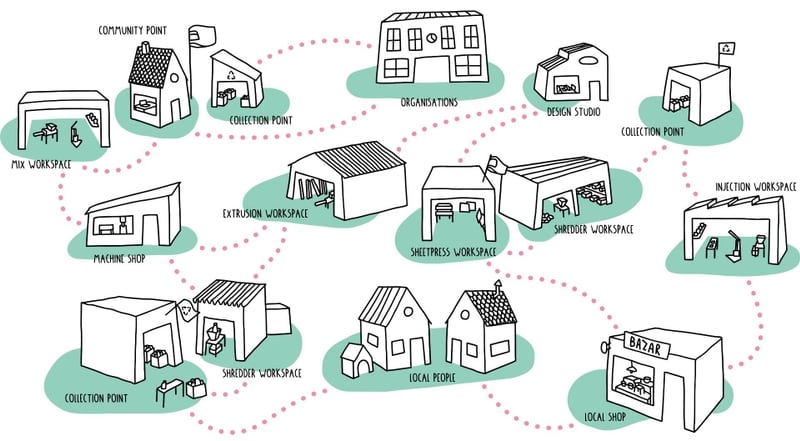 COMMUNITY POINT
COLLECTION POINT
ORGANISATIONS
DESIGN STUDIO
COLLECTION POINT
MIX WORKSPACE
INJECTION WORKSPACE
EXTRUSION WORKSPACE
SHREDDER WORKSPACE
SHEETPRESS WORKSPACE
MACHINE SHOP
BAZAR
SHREDDER WORKSPACE
LOCAL PEOPLE
COLLECTION POINT
LOCAL SHOP